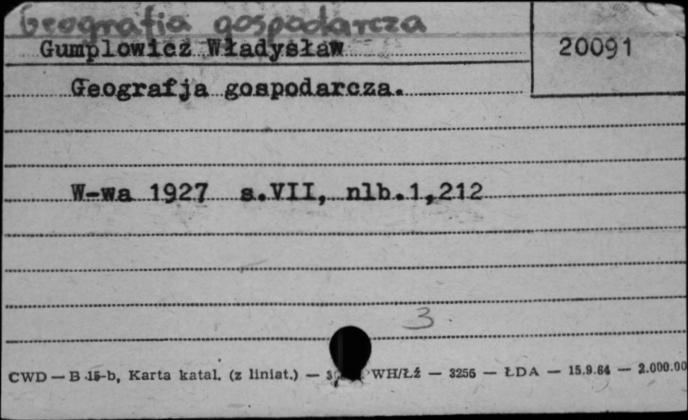 Geografia gospodarcza
Gumplowicz Władysław
20091
Geografja gospodarcza.
W-wa 1927 s.VII, nlb.1,212
3
CWD — B 15-b, Karta katal. (z liniat.) — WH/Łź — 3256 — ŁDA — 15.9.64 — 2.000.00